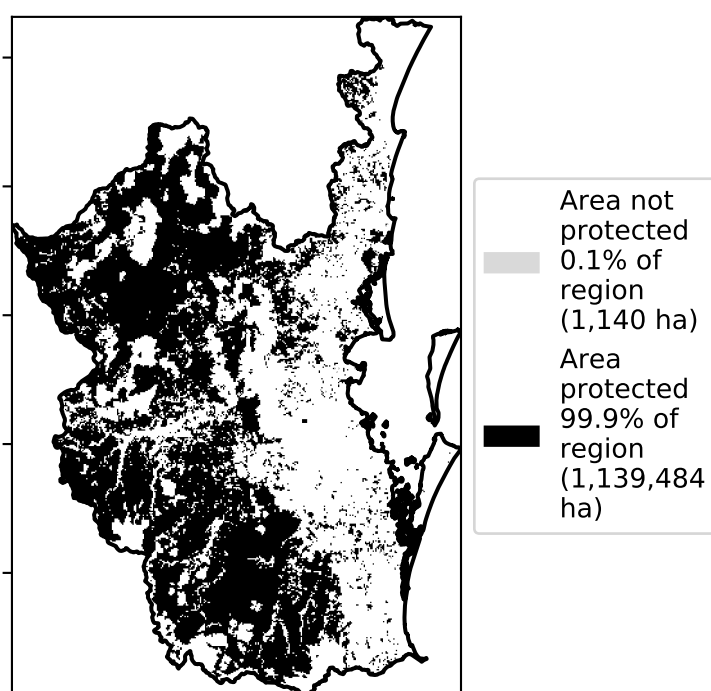 Area not
protected
0.1% of
region
(1,140 ha)
Area
protected
99.9% of
region
(1,139,484
ha)